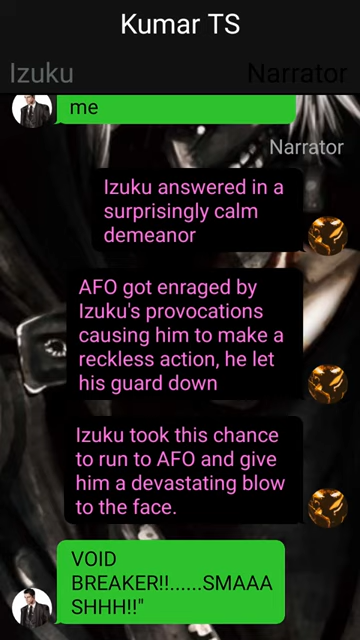 Kumar TS
Izuku
Narrator
me
Narrator
Izuku answered in a
surprisingly calm
demeanor
AFO got enraged by
Izuku's provocations
causing him to make a
reckless action, he let
his guard down
Izuku took this chance
to run to AFO and give
him a devastating blow
to the face.
VOID
BREAKER!!......SMAAA
SHHH!!"